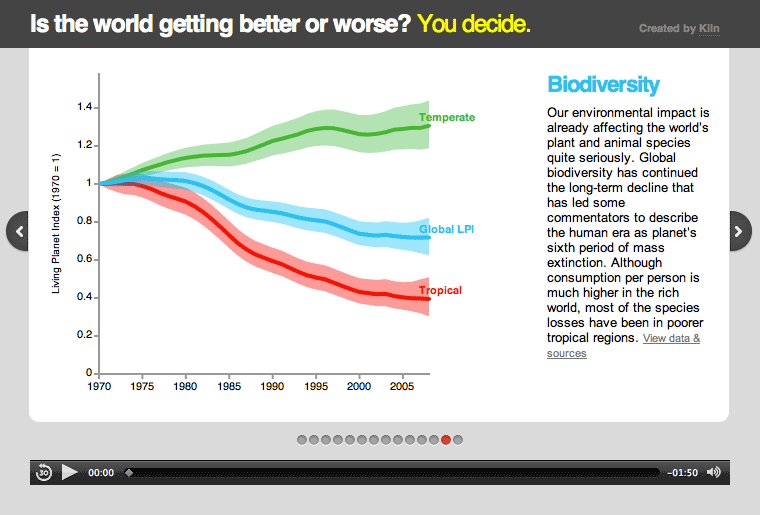 Is the world getting better or worse? You decide.
Created by Kiln
Biodiversity
Our environmental impact is
already affecting the world's
plant and animal species
quite seriously. Global
biodiversity has continued
the long-term decline that
has led some
commentators to describe
the human era as planet's
sixth period of mass
extinction. Although
consumption per person is
much higher in the rich
world, most of the species
losses have been in poorer
tropical regions. View data &
sources
Living Planet Index (1970 = 1)
1.4
1.2
1
0.8
0.6
0.4
0.2
0
1970 1975 1980 1985 1990 1995 2000 2005
Temperate
Global LPI
Tropical
30
00:00
-01:50